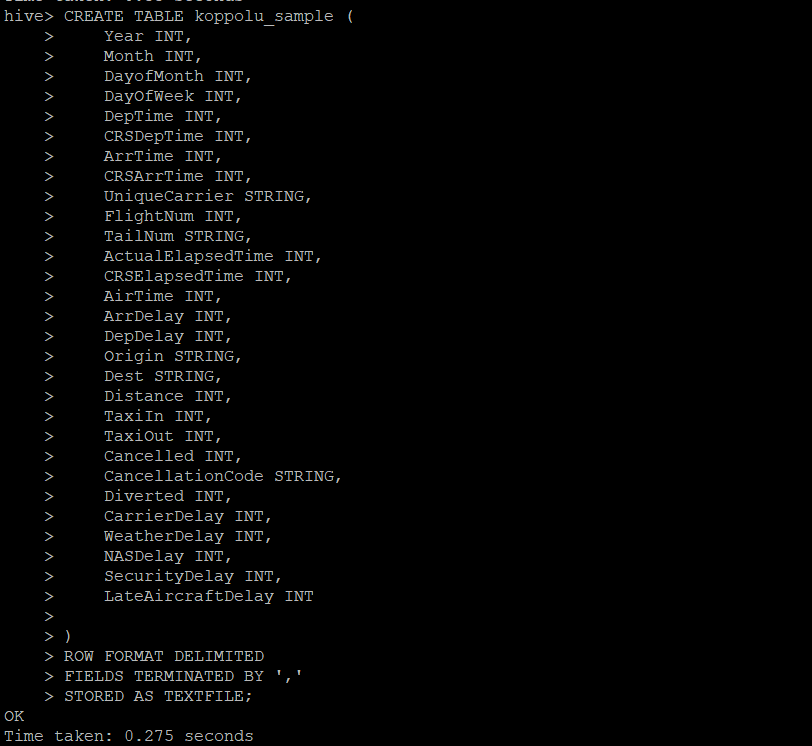 hive> CREATE TABLE koppolu_sample (
    >     Year INT,
    >     Month INT,
    >     DayofMonth INT,
    >     DayOfWeek INT,
    >     DepTime INT,
    >     CRSDepTime INT,
    >     ArrTime INT,
    >     CRSArrTime INT,
    >     UniqueCarrier STRING,
    >     FlightNum INT,
    >     TailNum STRING,
    >     ActualElapsedTime INT,
    >     CRSElapsedTime INT,
    >     AirTime INT,
    >     ArrDelay INT,
    >     DepDelay INT,
    >     Origin STRING,
    >     Dest STRING,
    >     Distance INT,
    >     TaxiIn INT,
    >     TaxiOut INT,
    >     Cancelled INT,
    >     CancellationCode STRING,
    >     Diverted INT,
    >     CarrierDelay INT,
    >     WeatherDelay INT,
    >     NASDelay INT,
    >     SecurityDelay INT,
    >     LateAircraftDelay INT
    >
    > )
    > ROW FORMAT DELIMITED
    > FIELDS TERMINATED BY ','
    > STORED AS TEXTFILE;
OK
Time taken: 0.275 seconds